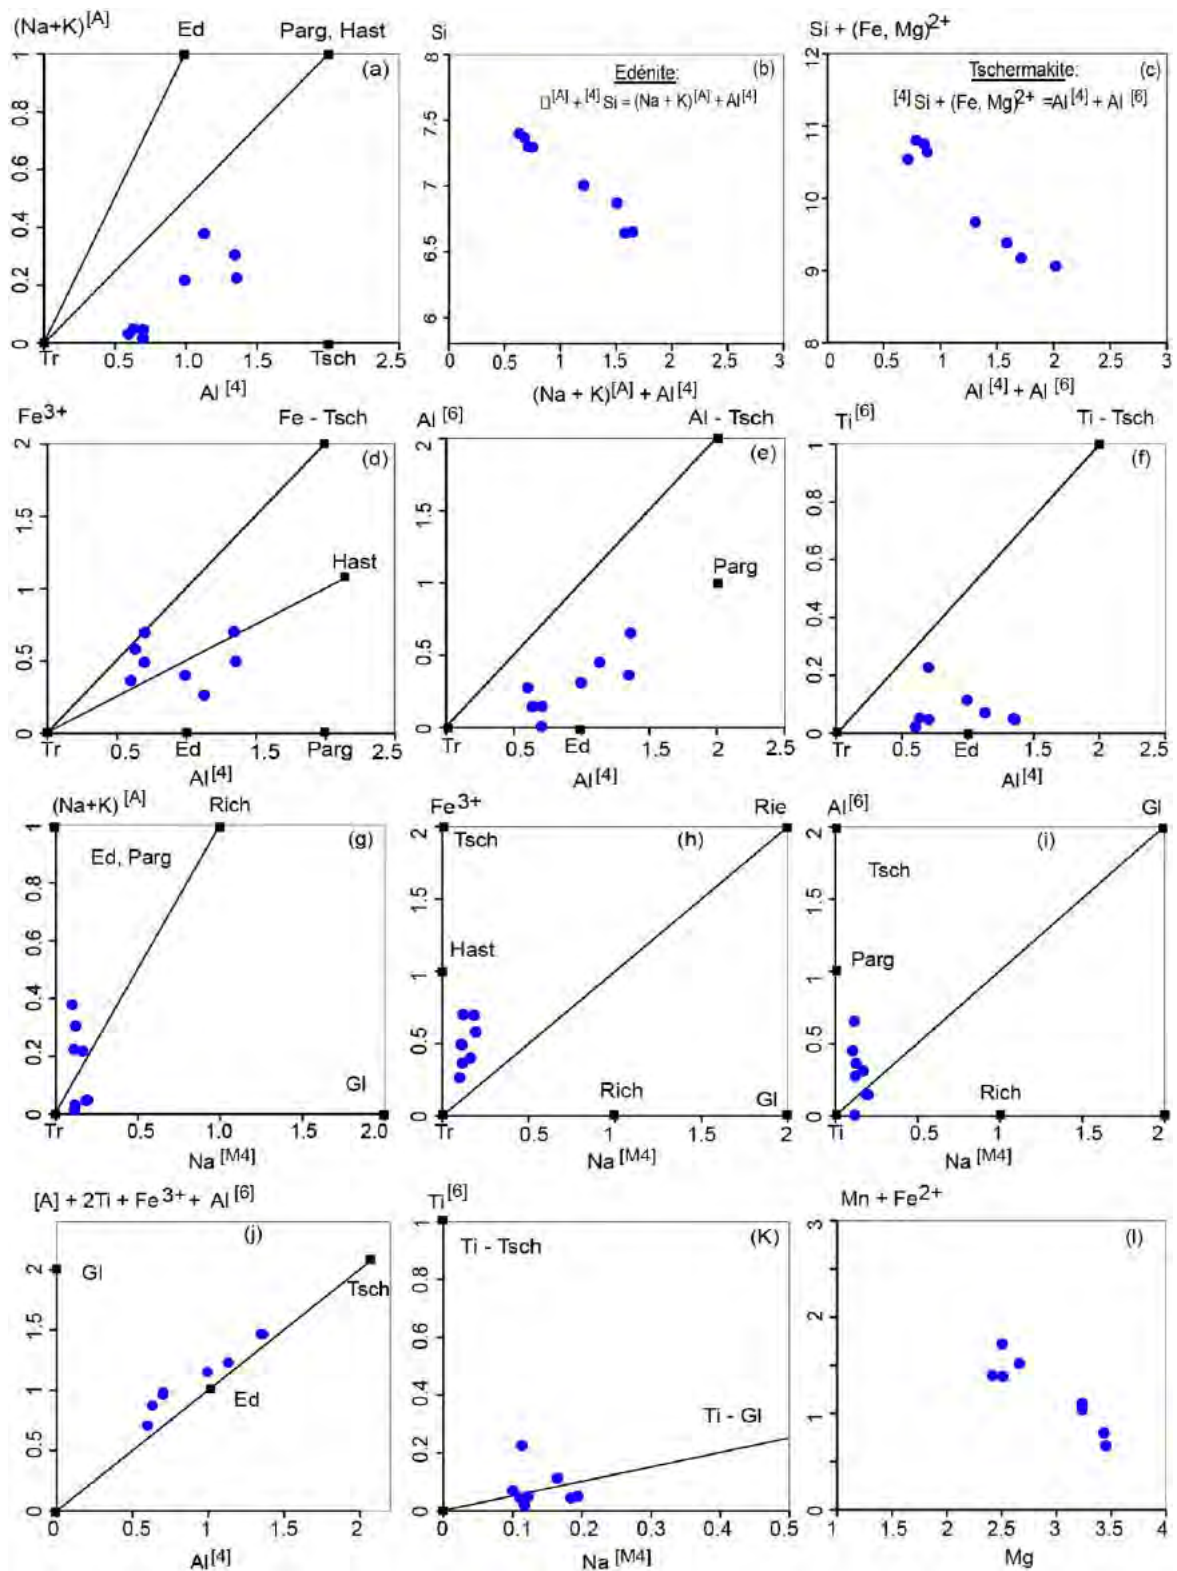 (Na+K)[A] Ed Parg, Hast
(a)
1
0.8
0.6
0.4
0.2
0
Tr 0.5 1.0 1.5 Tsch 2.5
Al [4]
Si
(b)
Edénite:
□[A] + [4] Si = (Na + K)[A] + Al[4]
8
7.5
7
6.5
6
0 0.5 1 1.5 2 2.5 3
(Na + K)[A] + Al[4]
Si + (Fe, Mg)2+
(c)
Tschermakite:
[4]Si + (Fe, Mg)2+ =Al[4] + Al [6]
12
11
10
9
8
0 0.5 1 1.5 2 2.5 3
Al[4] + Al [6]
Fe3+ Fe - Tsch
(d)
Hast
2
1.5
1
0.5
0
Tr 0.5 Ed 1.5 Parg 2.5
Al[4]
Al [6] Al - Tsch
(e)
Parg
2
1.5
1
0.5
0
Tr 0.5 Ed 1.5 2 2.5
Al[4]
Ti[6] Ti - Tsch
(f)
1
0.8
0.6
0.4
0.2
0
Tr 0.5 Ed 1.5 2 2.5
Al[4]
(Na+K) [A] Rich
(g)
Ed, Parg
Gl
1
0.8
0.6
0.4
0.2
0
Tr 1.0 2.0
Na[M4]
Fe3+ Rie
Tsch (h)
Hast
Rich Gl
2
1.5
1
0.5
0
Tr 0.5 1 1.5 2
Na [M4]
Al[6] Gl
(i)
Tsch
Parg
Rich
2
1.5
1
0.5
0
Ti 0.5 1 1.5 2
Na [M4]
[A] + 2Ti + Fe3+ + Al [6]
(j)
Gl
Tsch
Ed
2
1.5
1
0.5
0
0 1 2
Al[4]
Ti[6]
Ti - Tsch (K)
Ti - Gl
1
0.8
0.6
0.4
0.2
0
0 0.1 0.2 0.3 0.4 0.5
Na [M4]
Mn + Fe2+
(l)
3
2
1
0
1 1.5 2 2.5 3 3.5 4
Mg